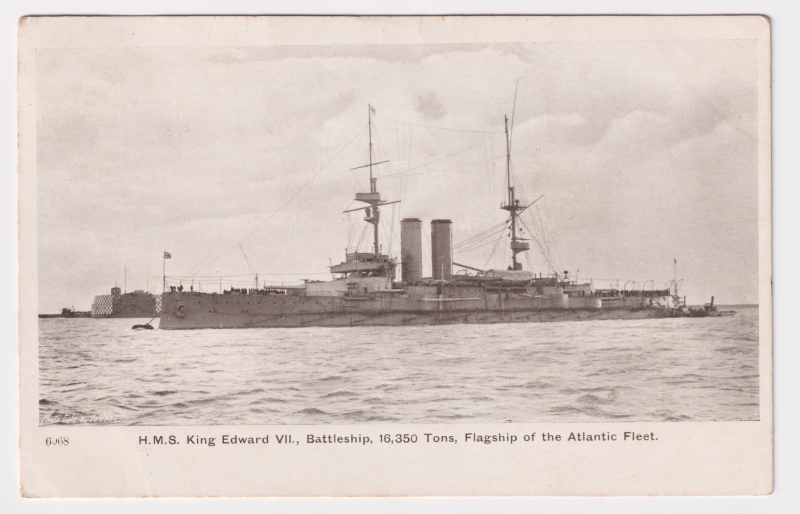 6068 H.M.S. King Edward VII., Battleship, 16,350 Tons, Flagship of the Atlantic Fleet.